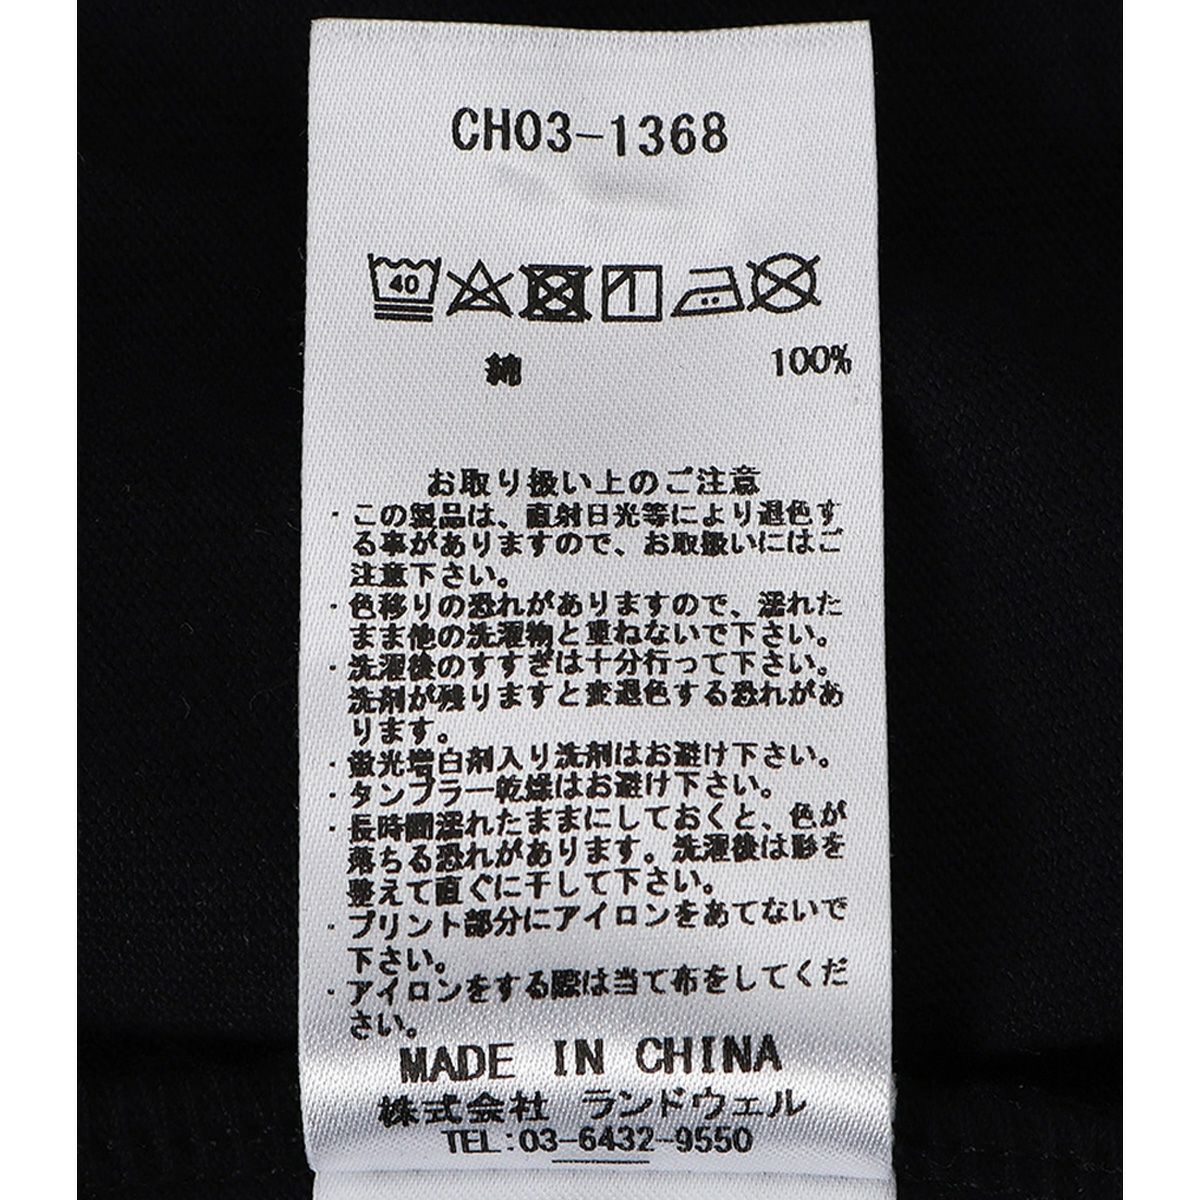 CH03-1368
40
綿 100%
お取り扱い上のご注意
・この製品は、直射日光等により退色す
る事がありますので、お取扱いにはご
注意下さい。
・色移りの恐れがありますので、濡れた
まま他の洗濯物と重ねないで下さい。
・洗濯後のすすぎは十分行って下さい。
洗剤が残りますと変退色する恐れがあ
ります。
・蛍光増白剤入り洗剤はお避け下さい。
・タンブラー乾燥はお避け下さい。
・長時間濡れたままにしておくと、色が
落ちる恐れがあります。洗濯後は形を
整えて直ぐに干して下さい。
・プリント部分にアイロンをあてないで
下さい。
・アイロンをする際は当て布をしてくだ
さい。
MADE IN CHINA
株式会社 ランドウェル
TEL:03-6432-9550